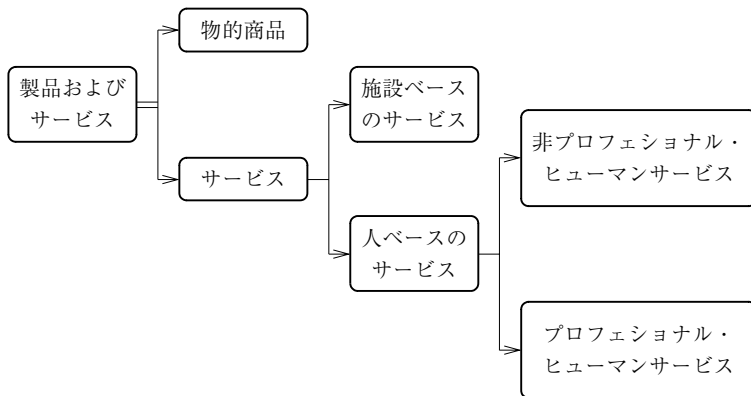 物的商品
製品および
サービス
施設ベース
のサービス
サービス
非プロフェショナル・
ヒューマンサービス
人ベースの
サービス
プロフェショナル・
ヒューマンサービス